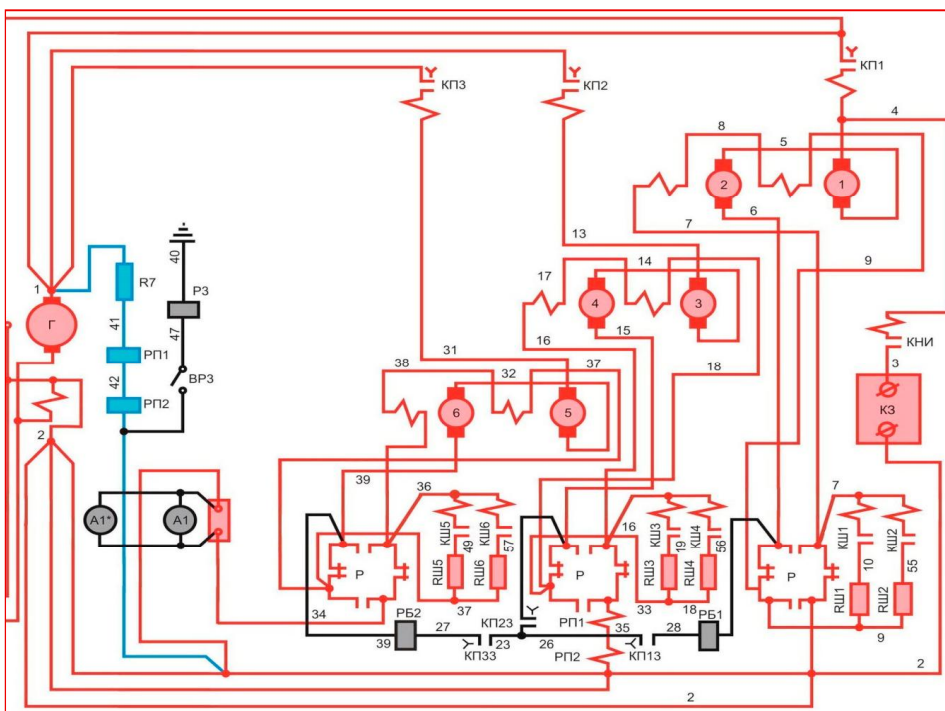 КП3
КП2
КП1
4
8
5
2
1
7
6
9
13
14
17
4
3
15
16
18
КНИ
3
КЗ
1
Г
40
R7
РЗ
41
47
РП1
42
РП2
ВРЗ
2
31
38
32
37
6
5
39
36
А1*
А1
Р
КШ5
49
КШ6
57
RШ5
RШ6
34
37
16
Р
КШ3
19
КШ4
56
RШ3
RШ4
33
18
7
Р
КШ1
10
КШ2
55
RШ1
RШ2
9
РБ2
39
27
КП33
23
КП23
26
РП1
35
РП2
КП13
28
РБ1
2
2